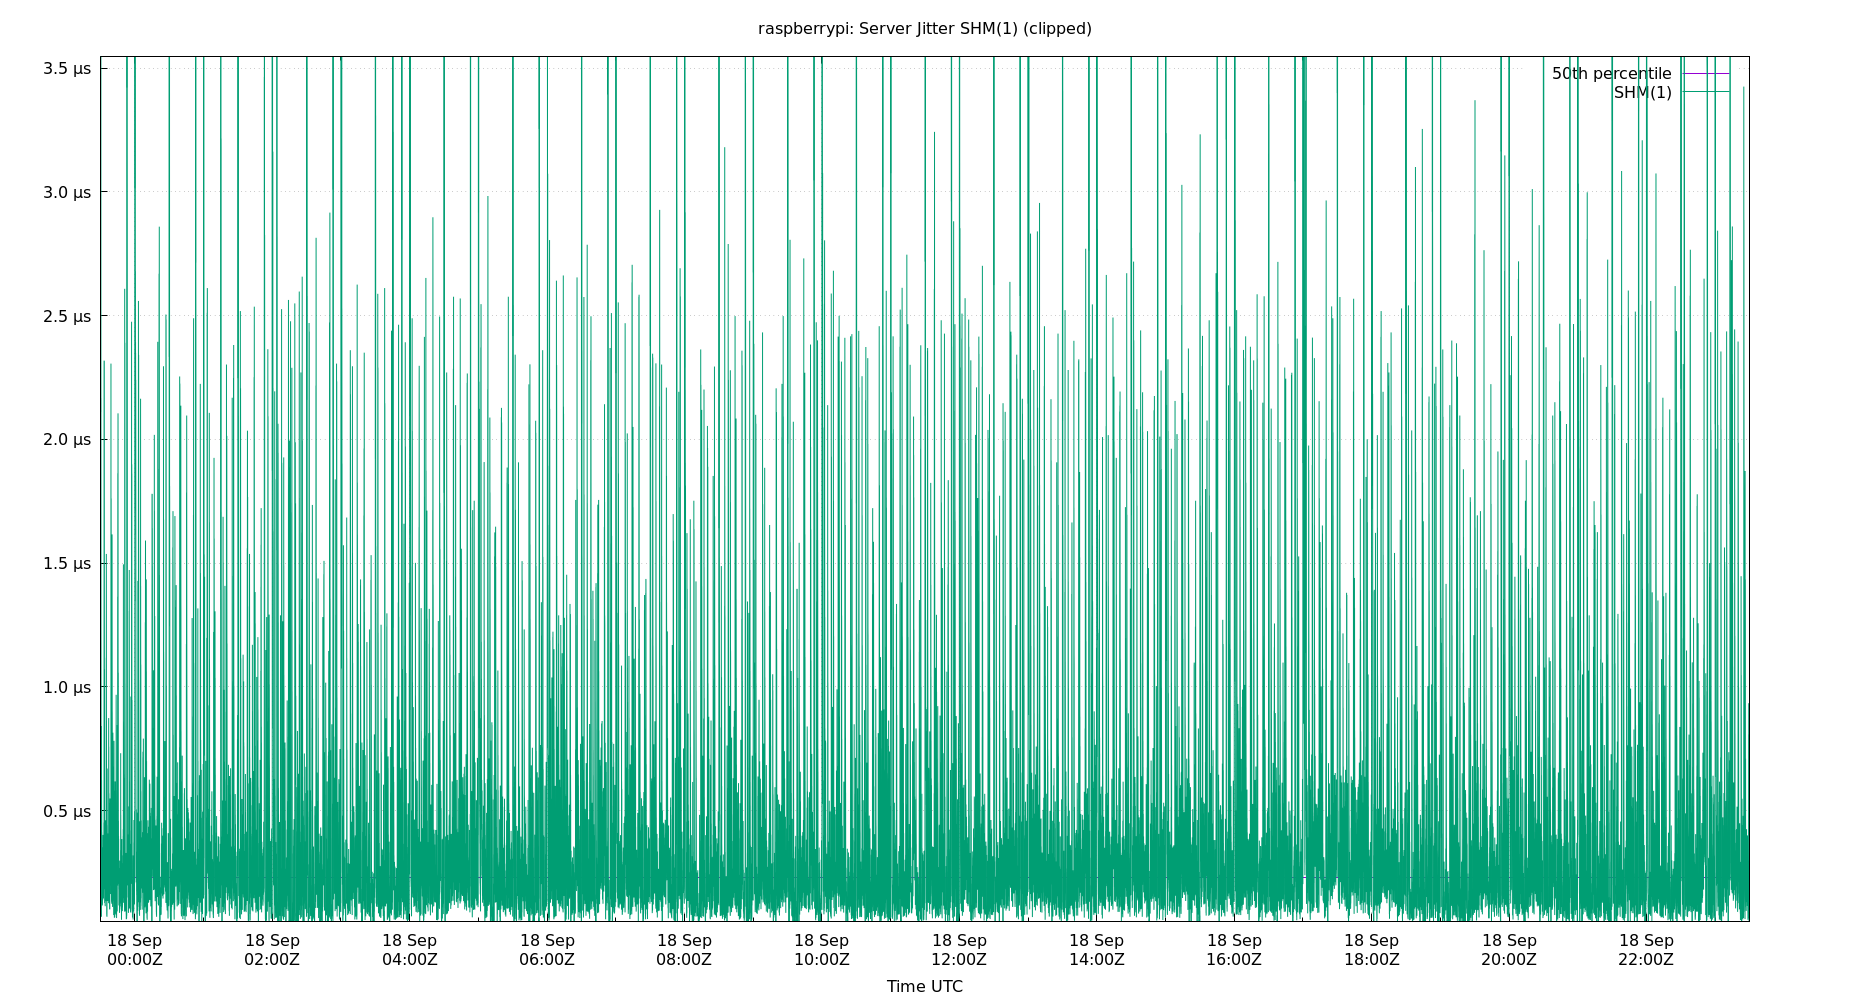 raspberrypi: Server Jitter SHM(1) (clipped)
3.5 µs
50th percentile
SHM(1)
3.0 µs
2.5 µs
2.0 µs
1.5 µs
1.0 µs
0.5 µs
18 Sep 18 Sep 18 Sep 18 Sep 18 Sep 18 Sep 18 Sep 18 Sep 18 Sep 18 Sep 18 Sep 18 Sep
00:00Z 02:00Z 04:00Z 06:00Z 08:00Z 10:00Z 12:00Z 14:00Z 16:00Z 18:00Z 20:00Z 22:00Z
Time UTC